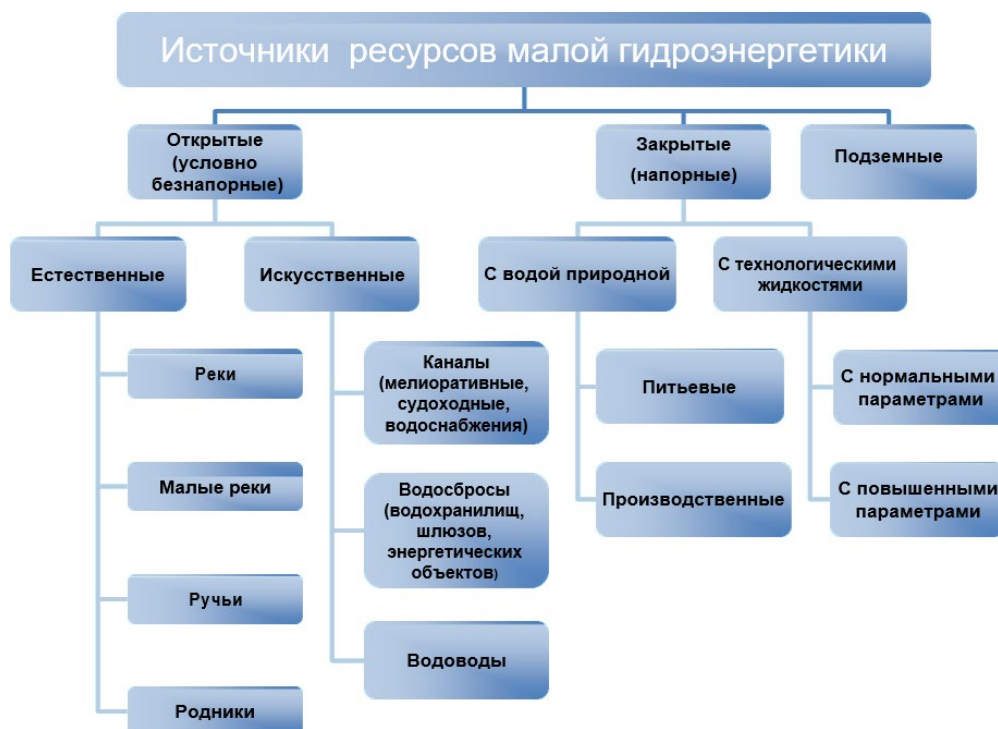 Источники ресурсов малой гидроэнергетики
Открытые
(условно
безнапорные)
Закрытые
(напорные)
Подземные
Естественные
Искусственные
С водой природной
С технологическими
жидкостями
Реки
Малые реки
Ручьи
Родники
Каналы
(мелиоративные,
судоходные,
водоснабжения)
Водосбросы
(водохранилищ,
шлюзов,
энергетических
объектов)
Водоводы
Питьевые
Производственные
С нормальными
параметрами
С повышенными
параметрами